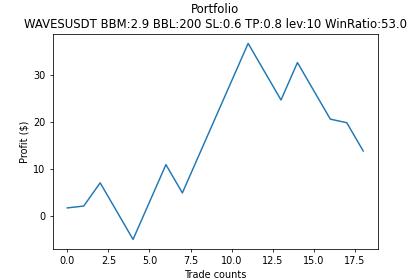 Portfolio
WAVESUSDT BBM:2.9 BBL:200 SL:0.6 TP:0.8 lev:10 WinRatio:53.0
30
20
10
0
Profit ($)
0.0 2.5 5.0 7.5 10.0 12.5 15.0 17.5
Trade counts